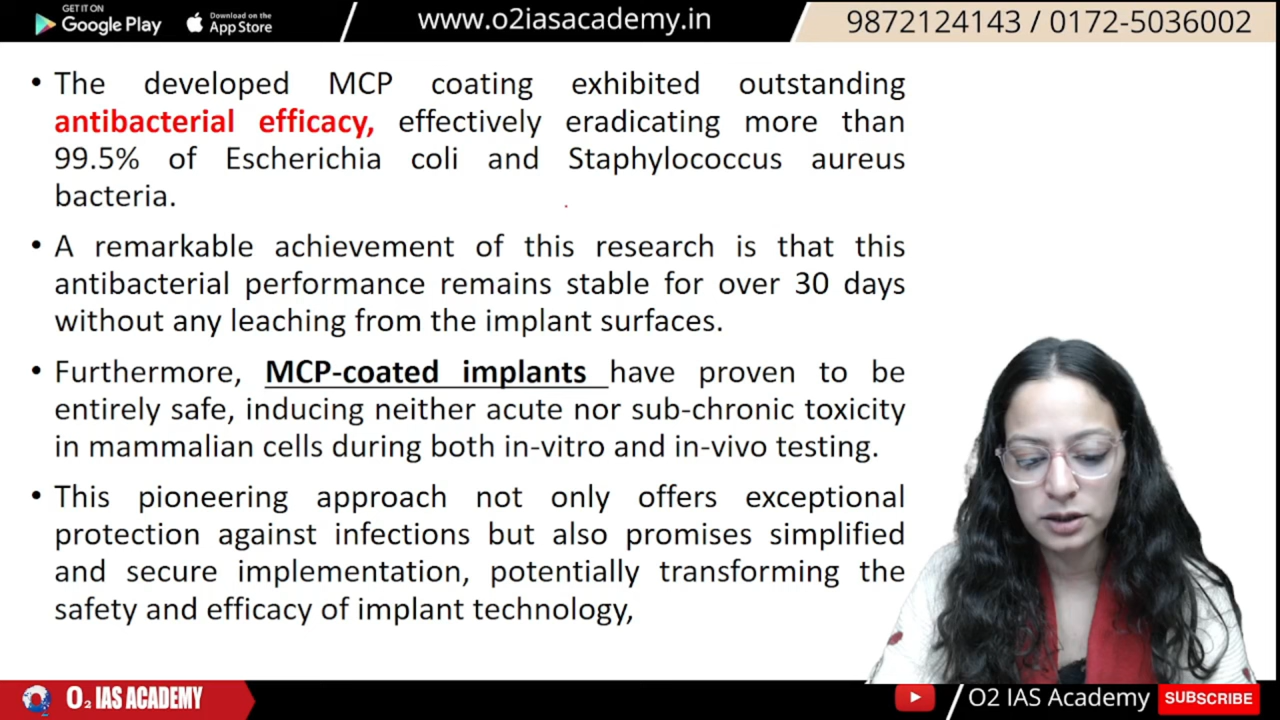 GET IT ON
Google Play
Download on the
App Store
www.o2iasacademy.in
9872124143 / 0172-5036002
• The developed MCP coating exhibited outstanding
antibacterial efficacy, effectively eradicating more than
99.5% of Escherichia coli and Staphylococcus aureus
bacteria.
• A remarkable achievement of this research is that this
antibacterial performance remains stable for over 30 days
without any leaching from the implant surfaces.
• Furthermore, MCP-coated implants have proven to be
entirely safe, inducing neither acute nor sub-chronic toxicity
in mammalian cells during both in-vitro and in-vivo testing.
• This pioneering approach not only offers exceptional
protection against infections but also promises simplified
and secure implementation, potentially transforming the
safety and efficacy of implant technology,
O₂ IAS ACADEMY
O2 IAS Academy
SUBSCRIBE